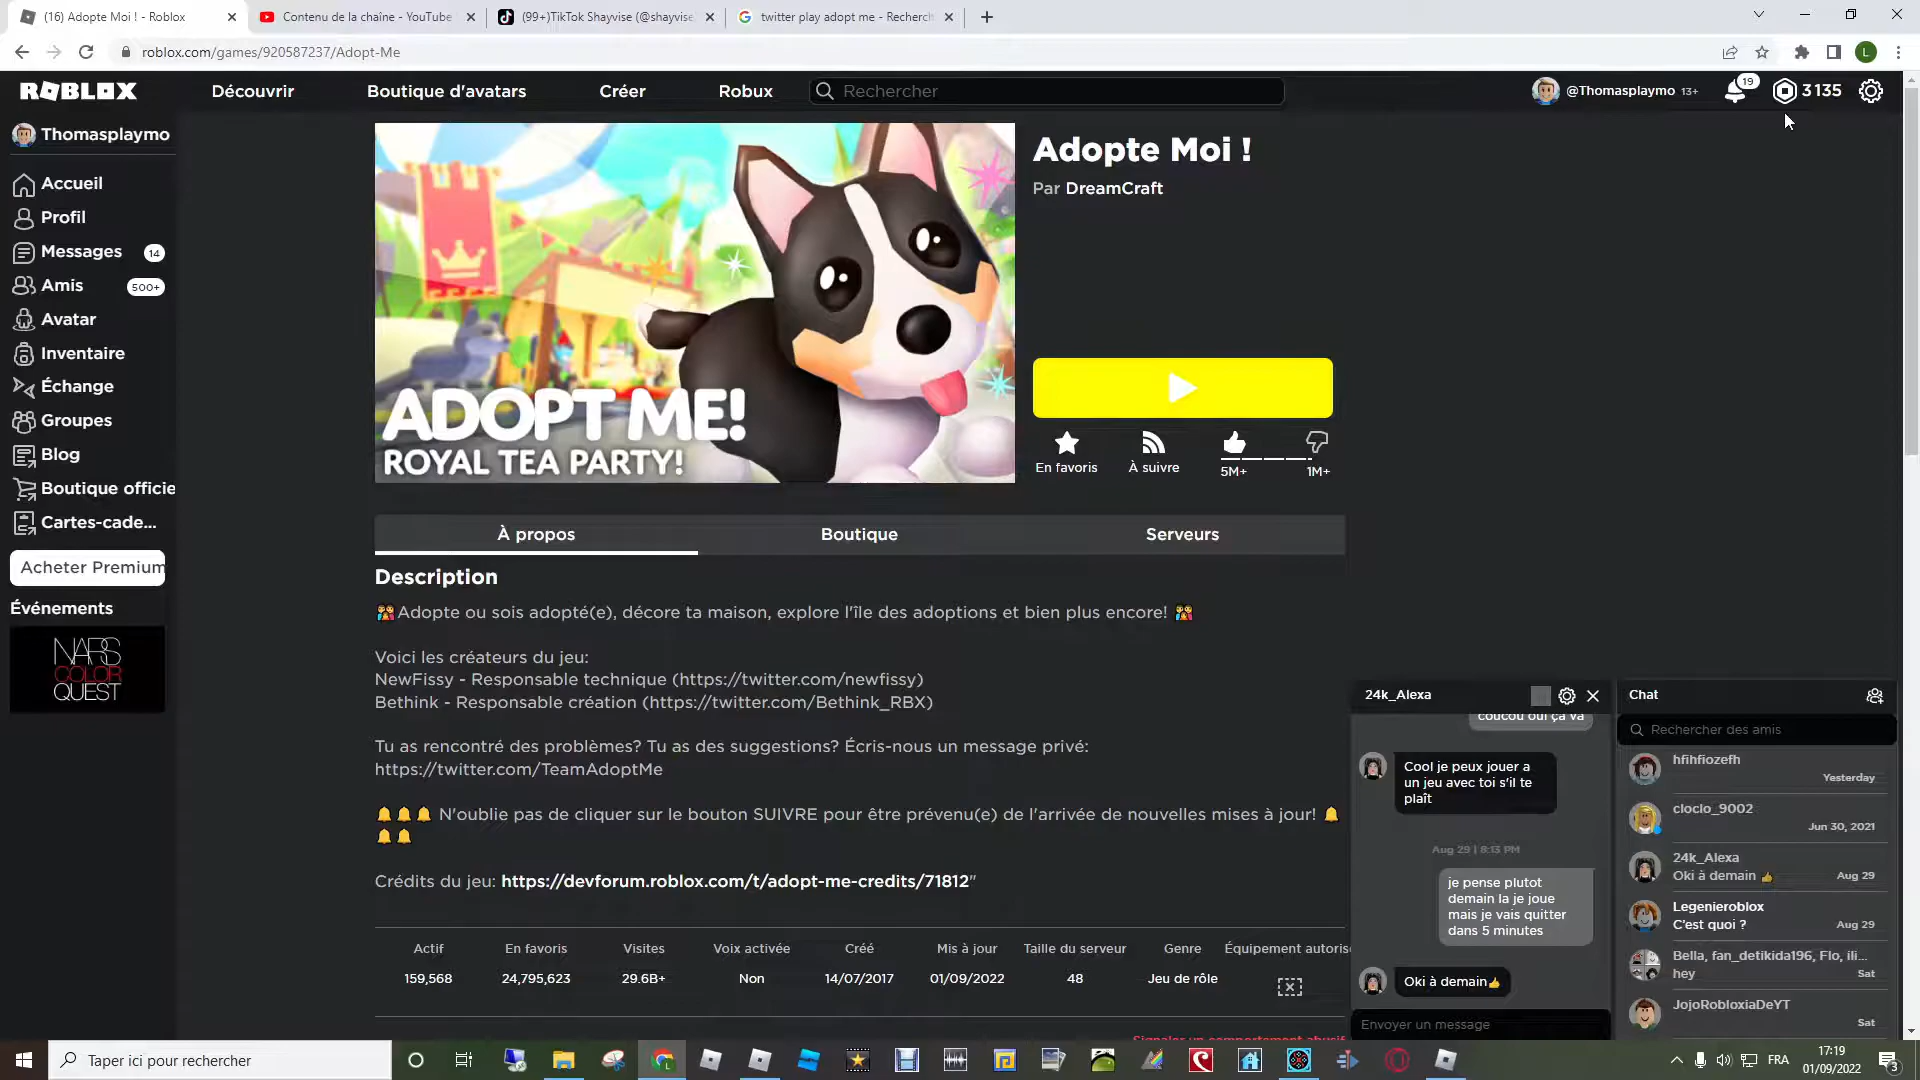 (16) Adopte Moi ! - Roblox
Contenu de la chaîne - YouTube
(99+)TikTok Shayvise (@shayvise
twitter play adopt me - Recherch
roblox.com/games/920587237/Adopt-Me
L
ROBLOX
Découvrir
Boutique d'avatars
Créer
Robux
Rechercher
@Thomasplaymo 13+
19
3 135
Thomasplaymo
Accueil
Profil
Messages 14
Amis 500+
Avatar
Inventaire
Échange
Groupes
Blog
Boutique officie
Cartes-cade...
Acheter Premium
Événements
NARS
COLOR
QUEST
ADOPT ME!
ROYAL TEA PARTY!
Adopte Moi !
Par DreamCraft
En favoris
À suivre
5M+
1M+
À propos
Boutique
Serveurs
Description
Adopte ou sois adopté(e), décore ta maison, explore l'île des adoptions et bien plus encore!
Voici les créateurs du jeu:
NewFissy - Responsable technique (https://twitter.com/newfissy)
Bethink - Responsable création (https://twitter.com/Bethink_RBX)
Tu as rencontré des problèmes? Tu as des suggestions? Écris-nous un message privé:
https://twitter.com/TeamAdoptMe
🔔🔔🔔 N'oublie pas de cliquer sur le bouton SUIVRE pour être prévenu(e) de l'arrivée de nouvelles mises à jour! 🔔
🔔🔔
Crédits du jeu: https://devforum.roblox.com/t/adopt-me-credits/71812"
Actif
En favoris
Visites
Voix activée
Créé
Mis à jour
Taille du serveur
Genre
Équipement autoris
159,568
24,795,623
29.6B+
Non
14/07/2017
01/09/2022
48
Jeu de rôle
Signaler un comportement abusif
24k_Alexa
coucou oui ça va
Cool je peux jouer a
un jeu avec toi s'il te
plaît
Aug 29 | 8:13 PM
je pense plutot
demain la je joue
mais je vais quitter
dans 5 minutes
Oki à demain👍
Envoyer un message
Chat
Rechercher des amis
hfihfiozefh
Yesterday
cloclo_9002
Jun 30, 2021
24k_Alexa
Oki à demain 👍 Aug 29
Legenieroblox
C'est quoi ? Aug 29
Bella, fan_detikida196, Flo, ili...
hey Sat
JojoRobloxiaDeYT
Sat
Taper ici pour rechercher
FRA
17:19
01/09/2022
3